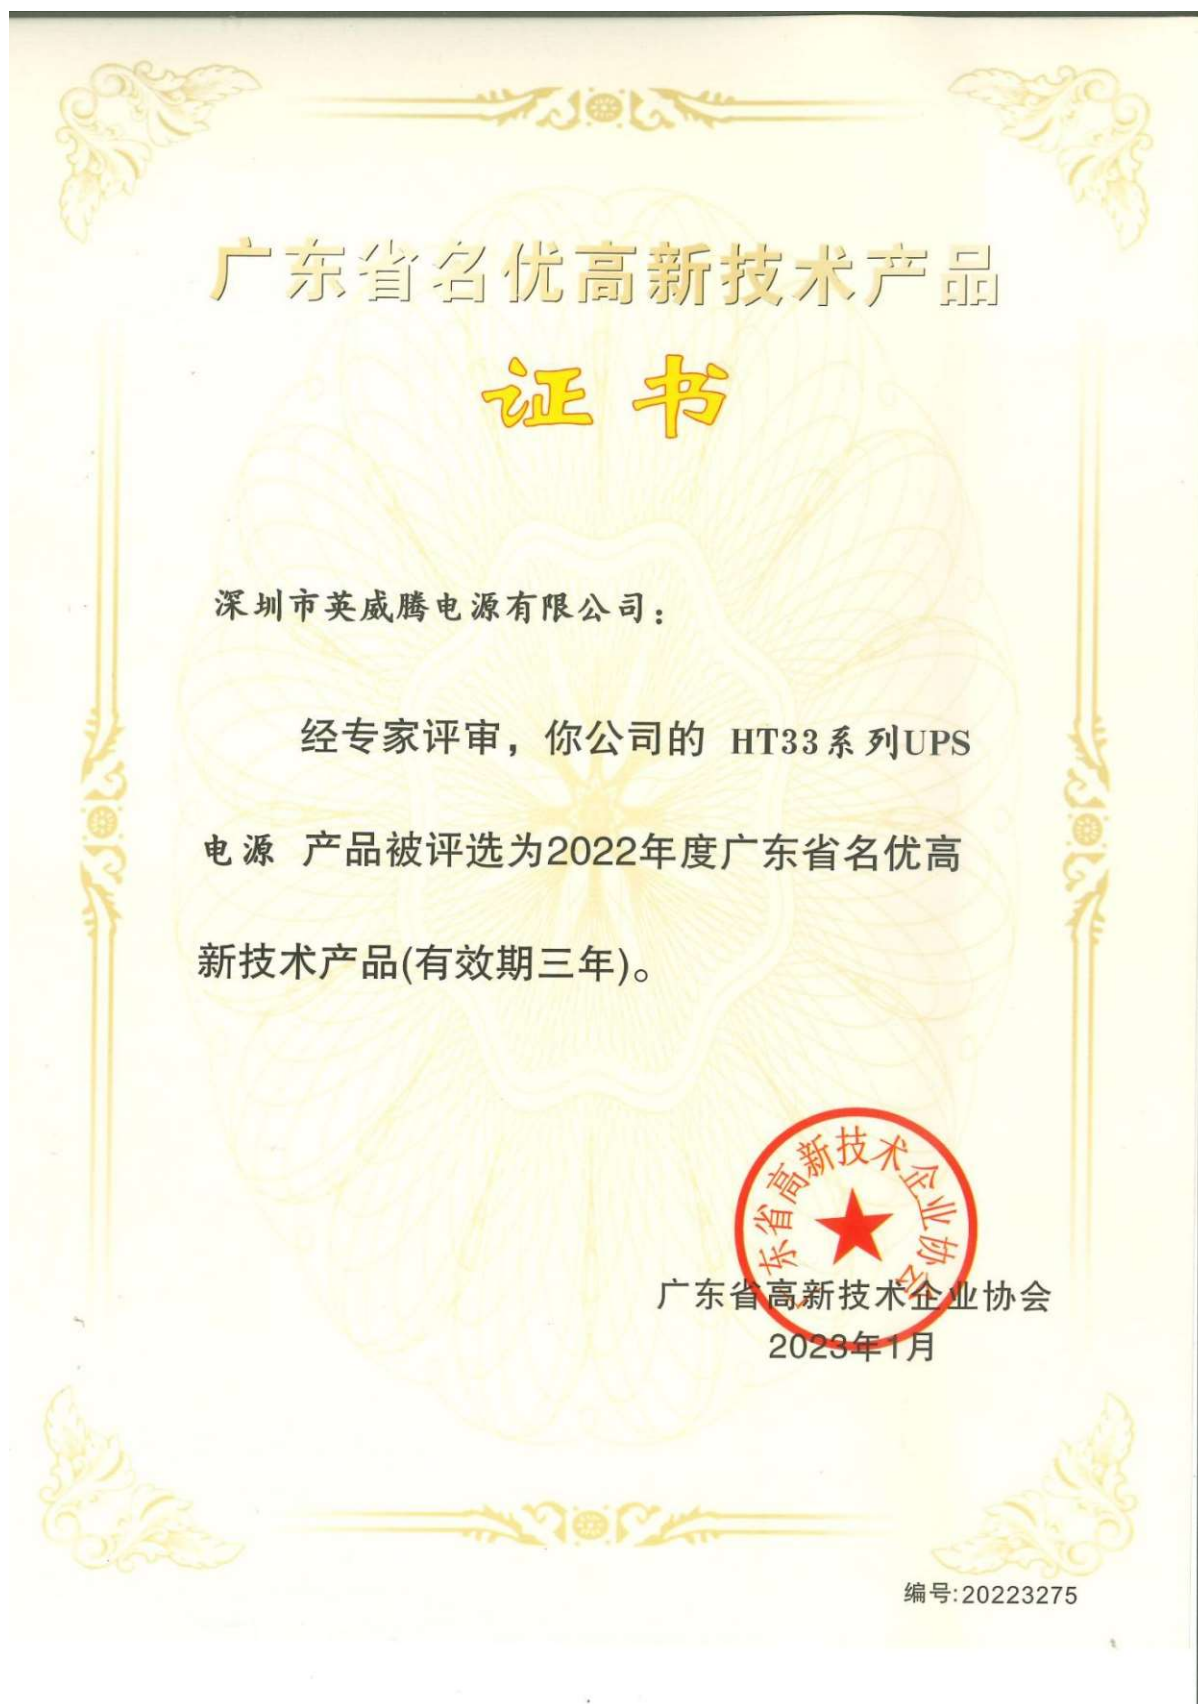 广东省名优高新技术产品
证书
深圳市英威腾电源有限公司：
经专家评审，你公司的 HT33系列UPS
电源 产品被评选为2022年度广东省名优高
新技术产品(有效期三年)。
广东省高新技术企业协会
广东省高新技术企业协会
2023年1月
编号:20223275